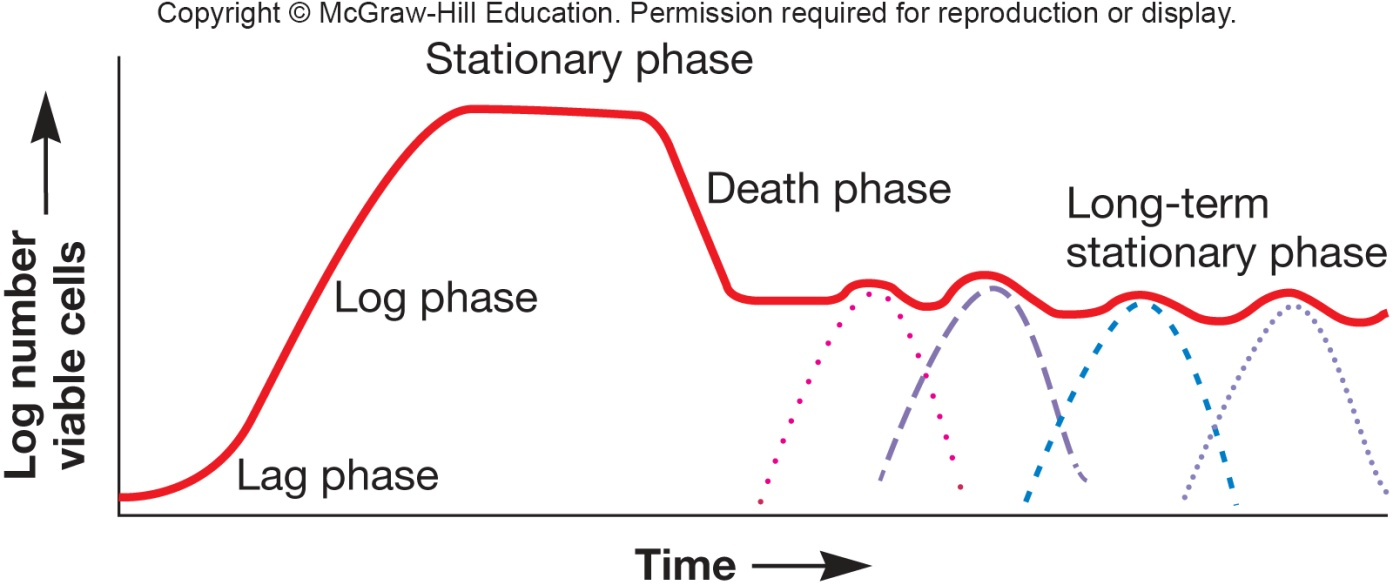 Copyright © McGraw-Hill Education. Permission required for reproduction or display.
Stationary phase
Death phase
Long-term
stationary phase
Log phase
Lag phase
Log number
viable cells
Time